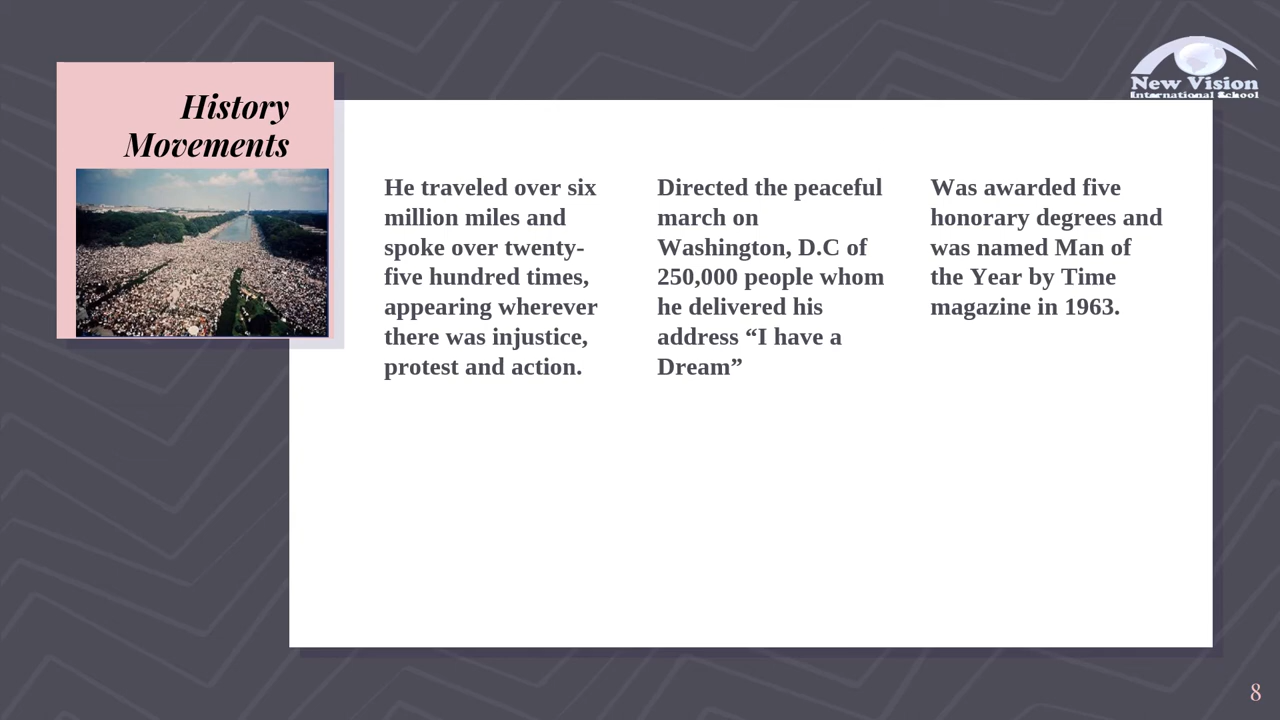 New Vision
International School
History
Movements
He traveled over six
million miles and
spoke over twenty-
five hundred times,
appearing wherever
there was injustice,
protest and action.
Directed the peaceful
march on
Washington, D.C of
250,000 people whom
he delivered his
address “I have a
Dream”
Was awarded five
honorary degrees and
was named Man of
the Year by Time
magazine in 1963.
8